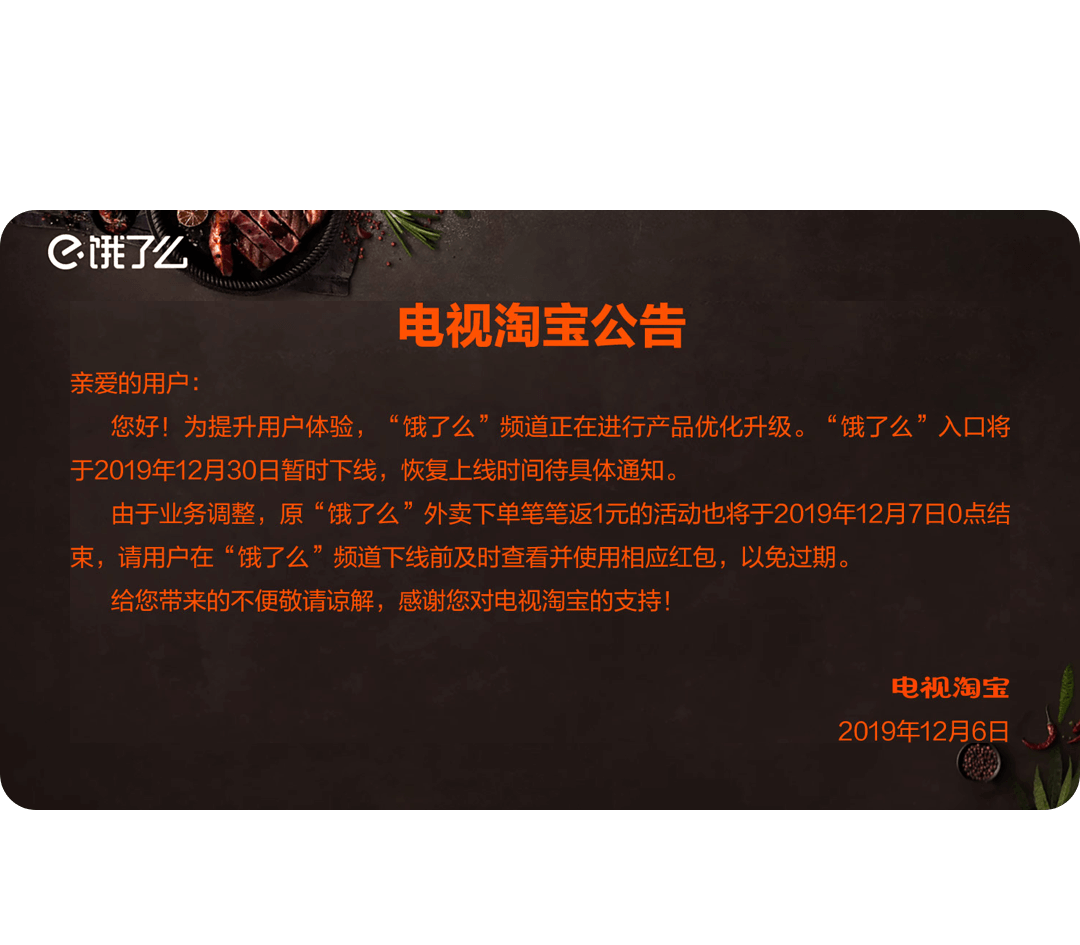 饿了么
电视淘宝公告
亲爱的用户：
您好！为提升用户体验，“饿了么”频道正在进行产品优化升级。“饿了么”入口将
于2019年12月30日暂时下线，恢复上线时间待具体通知。
由于业务调整，原“饿了么”外卖下单笔笔返1元的活动也将于2019年12月7日0点结
束，请用户在“饿了么”频道下线前及时查看并使用相应红包，以免过期。
给您带来的不便敬请谅解，感谢您对电视淘宝的支持！
电视淘宝
2019年12月6日